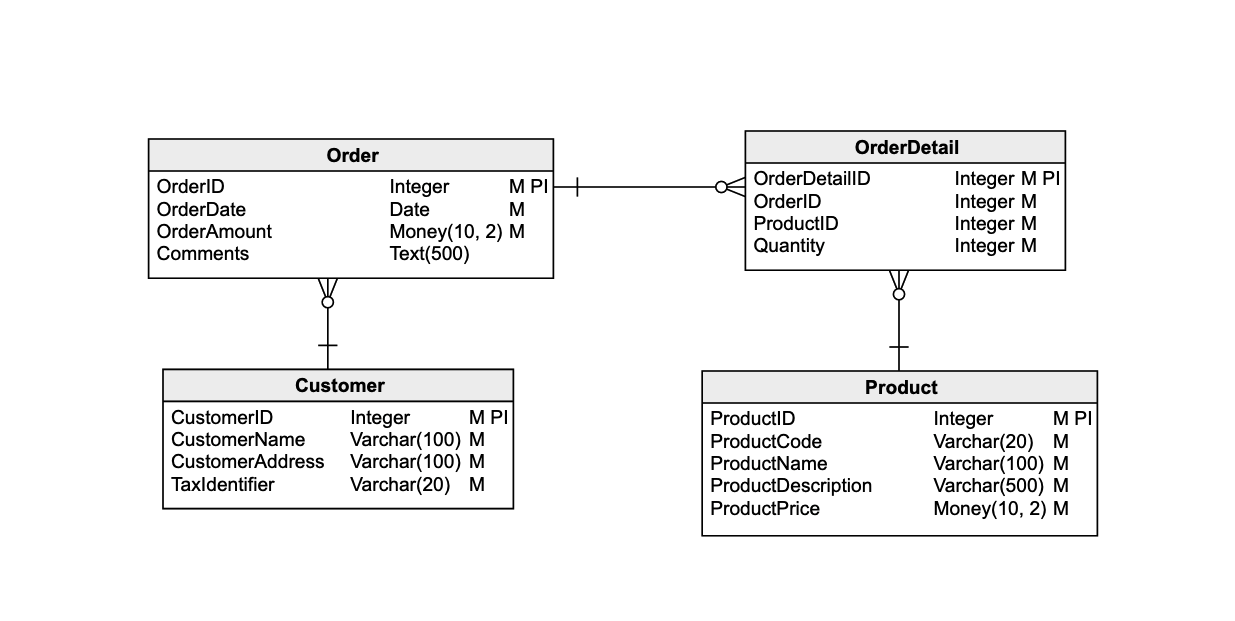 Order
OrderID Integer M PI
OrderDate Date M
OrderAmount Money(10, 2) M
Comments Text(500)
OrderDetail
OrderDetailID Integer M PI
OrderID Integer M
ProductID Integer M
Quantity Integer M
Customer
CustomerID Integer M PI
CustomerName Varchar(100) M
CustomerAddress Varchar(100) M
TaxIdentifier Varchar(20) M
Product
ProductID Integer M PI
ProductCode Varchar(20) M
ProductName Varchar(100) M
ProductDescription Varchar(500) M
ProductPrice Money(10, 2) M